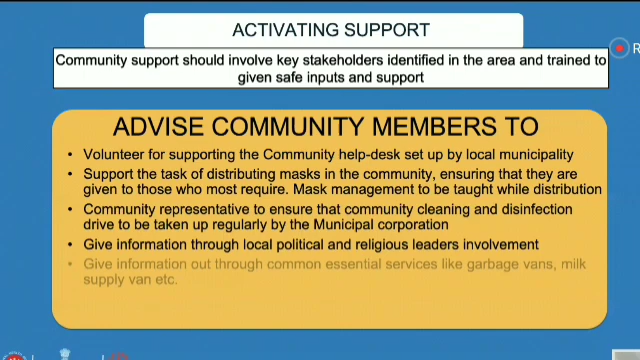 ACTIVATING SUPPORT
R
Community support should involve key stakeholders identified in the area and trained to
given safe inputs and support
ADVISE COMMUNITY MEMBERS TO
• Volunteer for supporting the Community help-desk set up by local municipality
• Support the task of distributing masks in the community, ensuring that they are
given to those who most require. Mask management to be taught while distribution
• Community representative to ensure that community cleaning and disinfection
drive to be taken up regularly by the Municipal corporation
• Give information through local political and religious leaders involvement
• Give information out through common essential services like garbage vans, milk
supply van etc.